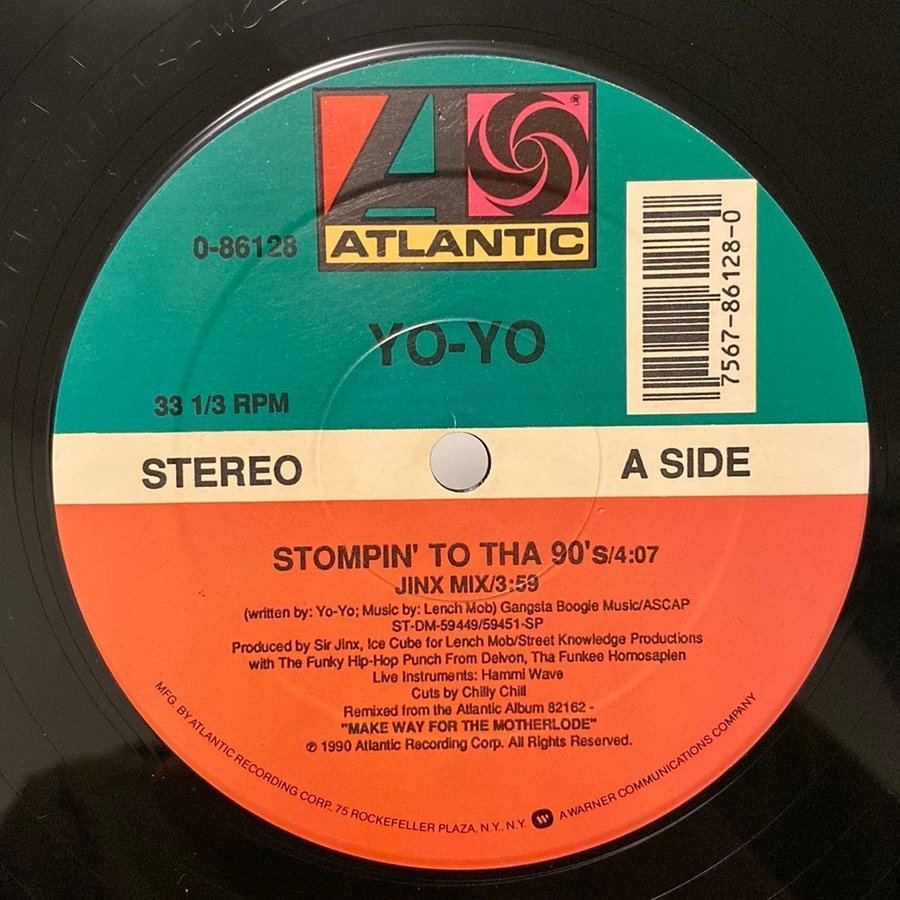 ATLANTIC
®
0-86128
7567-86128-0
YO-YO
33 1/3 RPM
STEREO
A SIDE
STOMPIN' TO THA 90's/4:07
JINX MIX/3:59
(written by: Yo-Yo; Music by: Lench Mob) Gangsta Boogie Music/ASCAP
ST-DM-59449/59451-SP
Produced by Sir Jinx, Ice Cube for Lench Mob/Street Knowledge Productions
with The Funky Hip-Hop Punch From Delvon, Tha Funkee Homosapien
Live Instruments: Hammi Wave
Cuts by Chilly Chill
Remixed from the Atlantic Album 82162 -
"MAKE WAY FOR THE MOTHERLODE"
℗ 1990 Atlantic Recording Corp. All Rights Reserved.
MFG. BY ATLANTIC RECORDING CORP., 75 ROCKEFELLER PLAZA, N.Y., N.Y. A WARNER COMMUNICATIONS COMPANY